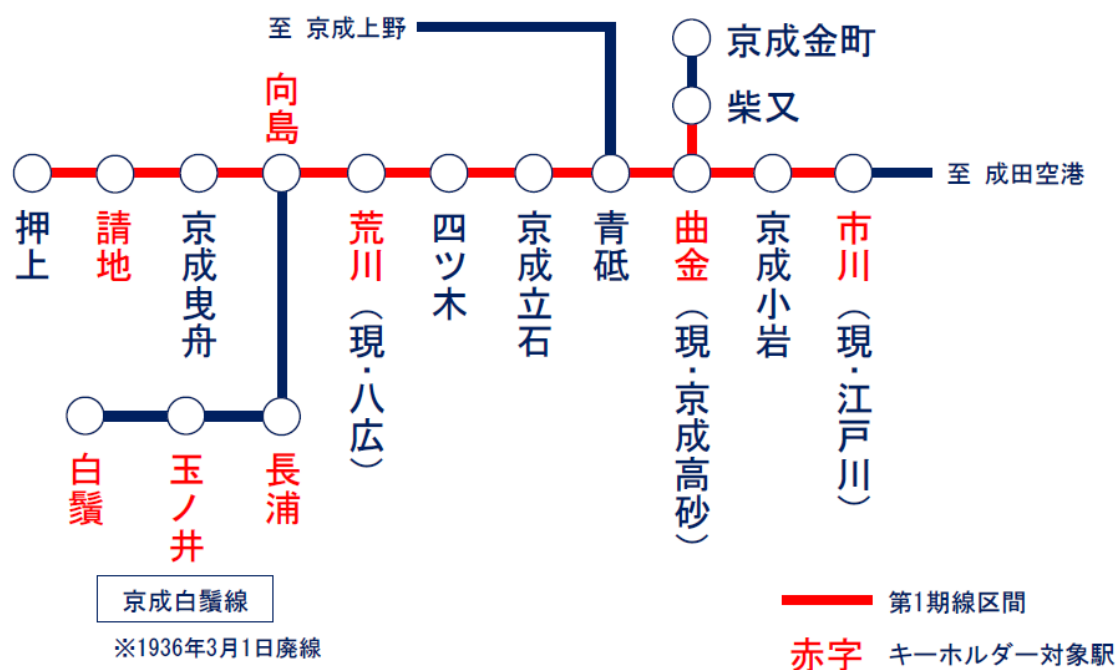 至 京成上野
京成金町
柴又
向島
至 成田空港
押上
請地
京成曳舟
荒川（現・八広）
四ツ木
京成立石
青砥
曲金（現・京成高砂）
京成小岩
市川（現・江戸川）
白鬚
玉ノ井
長浦
京成白鬚線
※1936年3月1日廃線
第1期線区間
赤字 キーホルダー対象駅